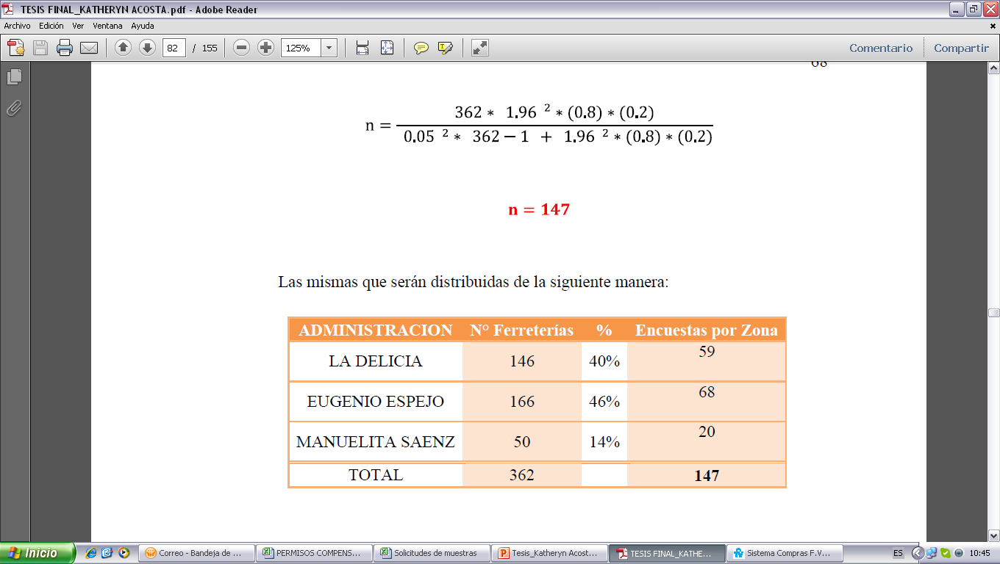 TESIS FINAL_KATHERYN ACOSTA.pdf - Adobe Reader
Archivo Edición Ver Ventana Ayuda
82 / 155 125% Comentario Compartir
68
n = 362 * 1.96 ² * (0.8) * (0.2)
0.05 ² * 362 − 1 + 1.96 ² * (0.8) * (0.2)
n = 147
Las mismas que serán distribuidas de la siguiente manera:
ADMINISTRACION N° Ferreterías % Encuestas por Zona
LA DELICIA 146 40% 59
EUGENIO ESPEJO 166 46% 68
MANUELITA SAENZ 50 14% 20
TOTAL 362 147
Inicio Correo - Bandeja de ... PERMISOS COMPENS... Solicitudes de muestras Tesis_Katheryn Acost... TESIS FINAL_KATHE... Sistema Compras F.V... ES 10:45